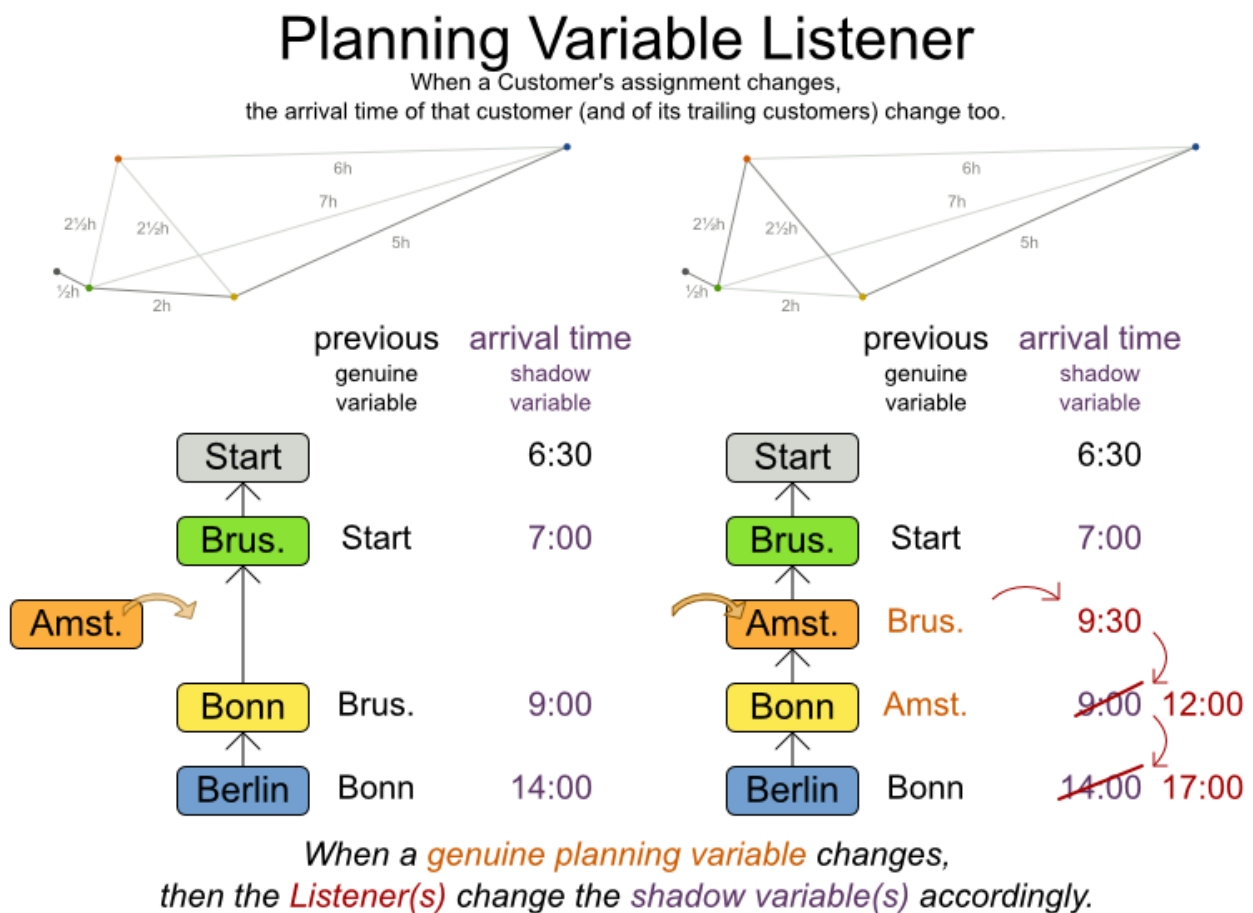 Planning Variable Listener
When a Customer's assignment changes,
the arrival time of that customer (and of its trailing customers) change too.
6h
7h
2½h
2½h
5h
½h
2h
6h
7h
2½h
2½h
5h
½h
2h
previous arrival time
genuine shadow
variable variable
previous arrival time
genuine shadow
variable variable
Start 6:30
Brus. Start 7:00
Amst.
Bonn Brus. 9:00
Berlin Bonn 14:00
Start 6:30
Brus. Start 7:00
Amst. Brus. 9:30
Bonn Amst. 9:00 12:00
Berlin Bonn 14:00 17:00
When a genuine planning variable changes,
then the Listener(s) change the shadow variable(s) accordingly.